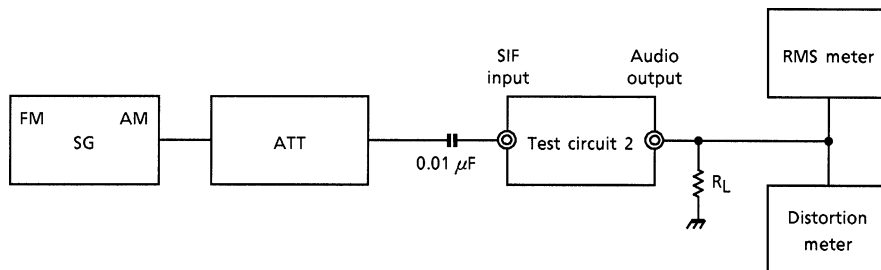 SIF
input
Audio
output
RMS meter
FM
AM
SG
ATT
0.01 μF
Test circuit 2
RL
Distortion
meter